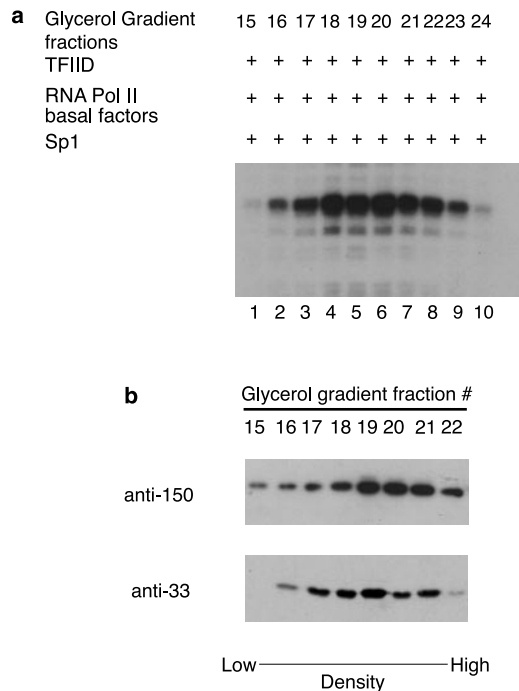 a Glycerol Gradient fractions 15 16 17 18 19 20 21 22 23 24
TFIID + + + + + + + + + +
RNA Pol II basal factors + + + + + + + + + +
Sp1 + + + + + + + + + +
1 2 3 4 5 6 7 8 9 10
b Glycerol gradient fraction #
15 16 17 18 19 20 21 22
anti-150
anti-33
Low High
Density